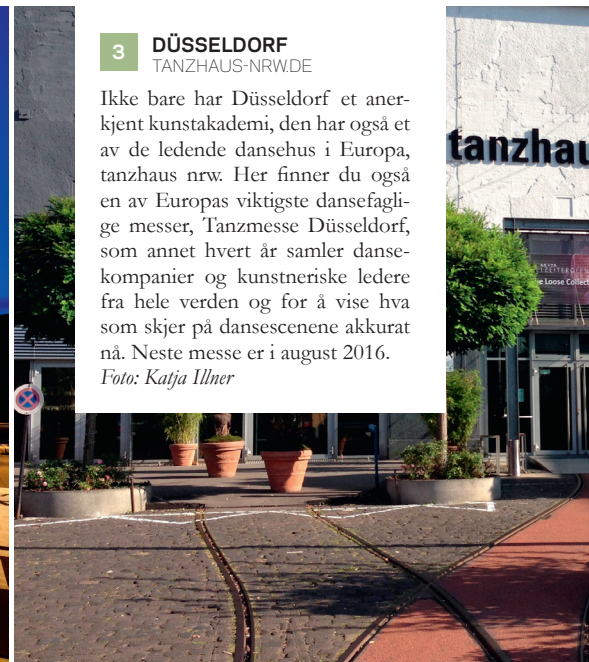 3
DÜSSELDORF
TANZHAUS-NRW.DE
Ikke bare har Düsseldorf et aner-
kjent kunstakademi, den har også et
av de ledende dansehus i Europa,
tanzhaus nrw. Her finner du også
en av Europas viktigste dansefagli-
ge messer, Tanzmesse Düsseldorf,
som annet hvert år samler danse-
kompanier og kunstneriske ledere
fra hele verden og for å vise hva
som skjer på dansescenene akkurat
nå. Neste messe er i august 2016.
Foto: Katja Illner
tanzhau
Loose Collect